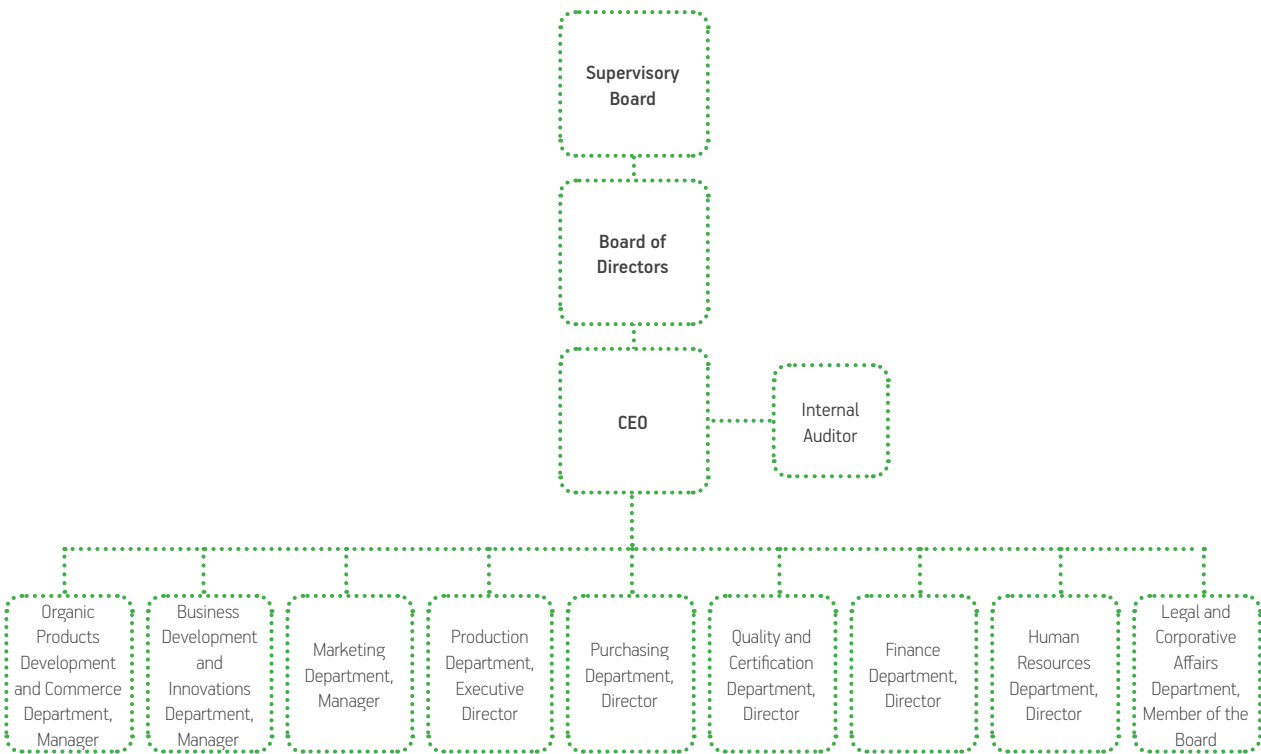 Supervisory
Board
Board of
Directors
CEO
Internal
Auditor
Organic
Products
Development
and Commerce
Department,
Manager
Business
Development
and
Innovations
Department,
Manager
Marketing
Department,
Manager
Production
Department,
Executive
Director
Purchasing
Department,
Director
Quality and
Certification
Department,
Director
Finance
Department,
Director
Human
Resources
Department,
Director
Legal and
Corporative
Affairs
Department,
Member of the
Board